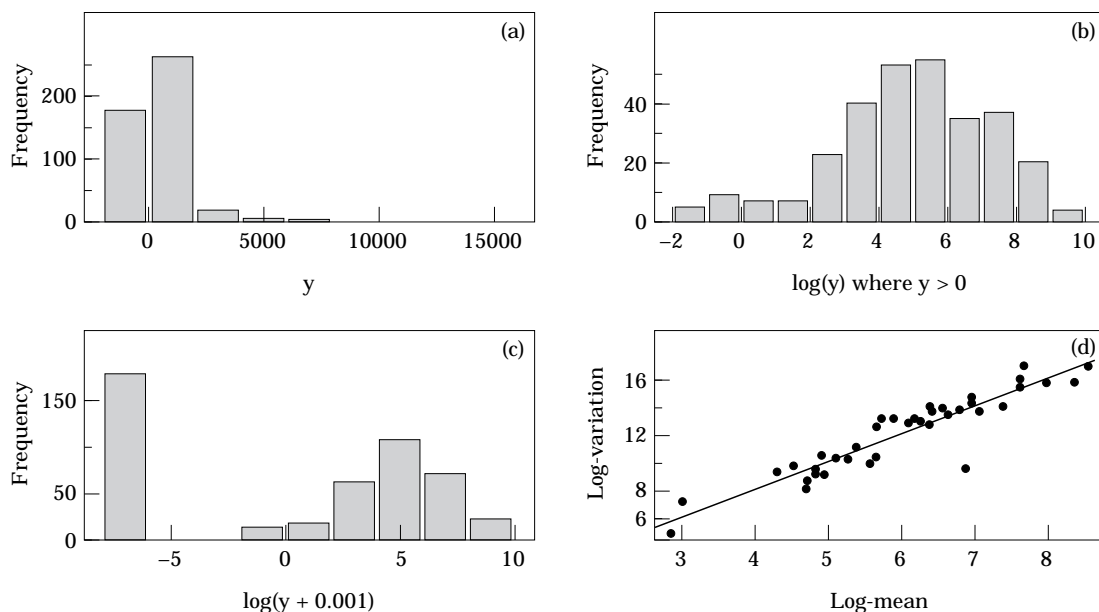 (a)
Frequency
200
100
0
0 5000 10000 15000
y
(b)
Frequency
40
20
0
−2 0 2 4 6 8 10
log(y) where y > 0
(c)
Frequency
150
50
0
−5 0 5 10
log(y + 0.001)
(d)
Log-variation
16
12
8
6
3 4 5 6 7 8
Log-mean